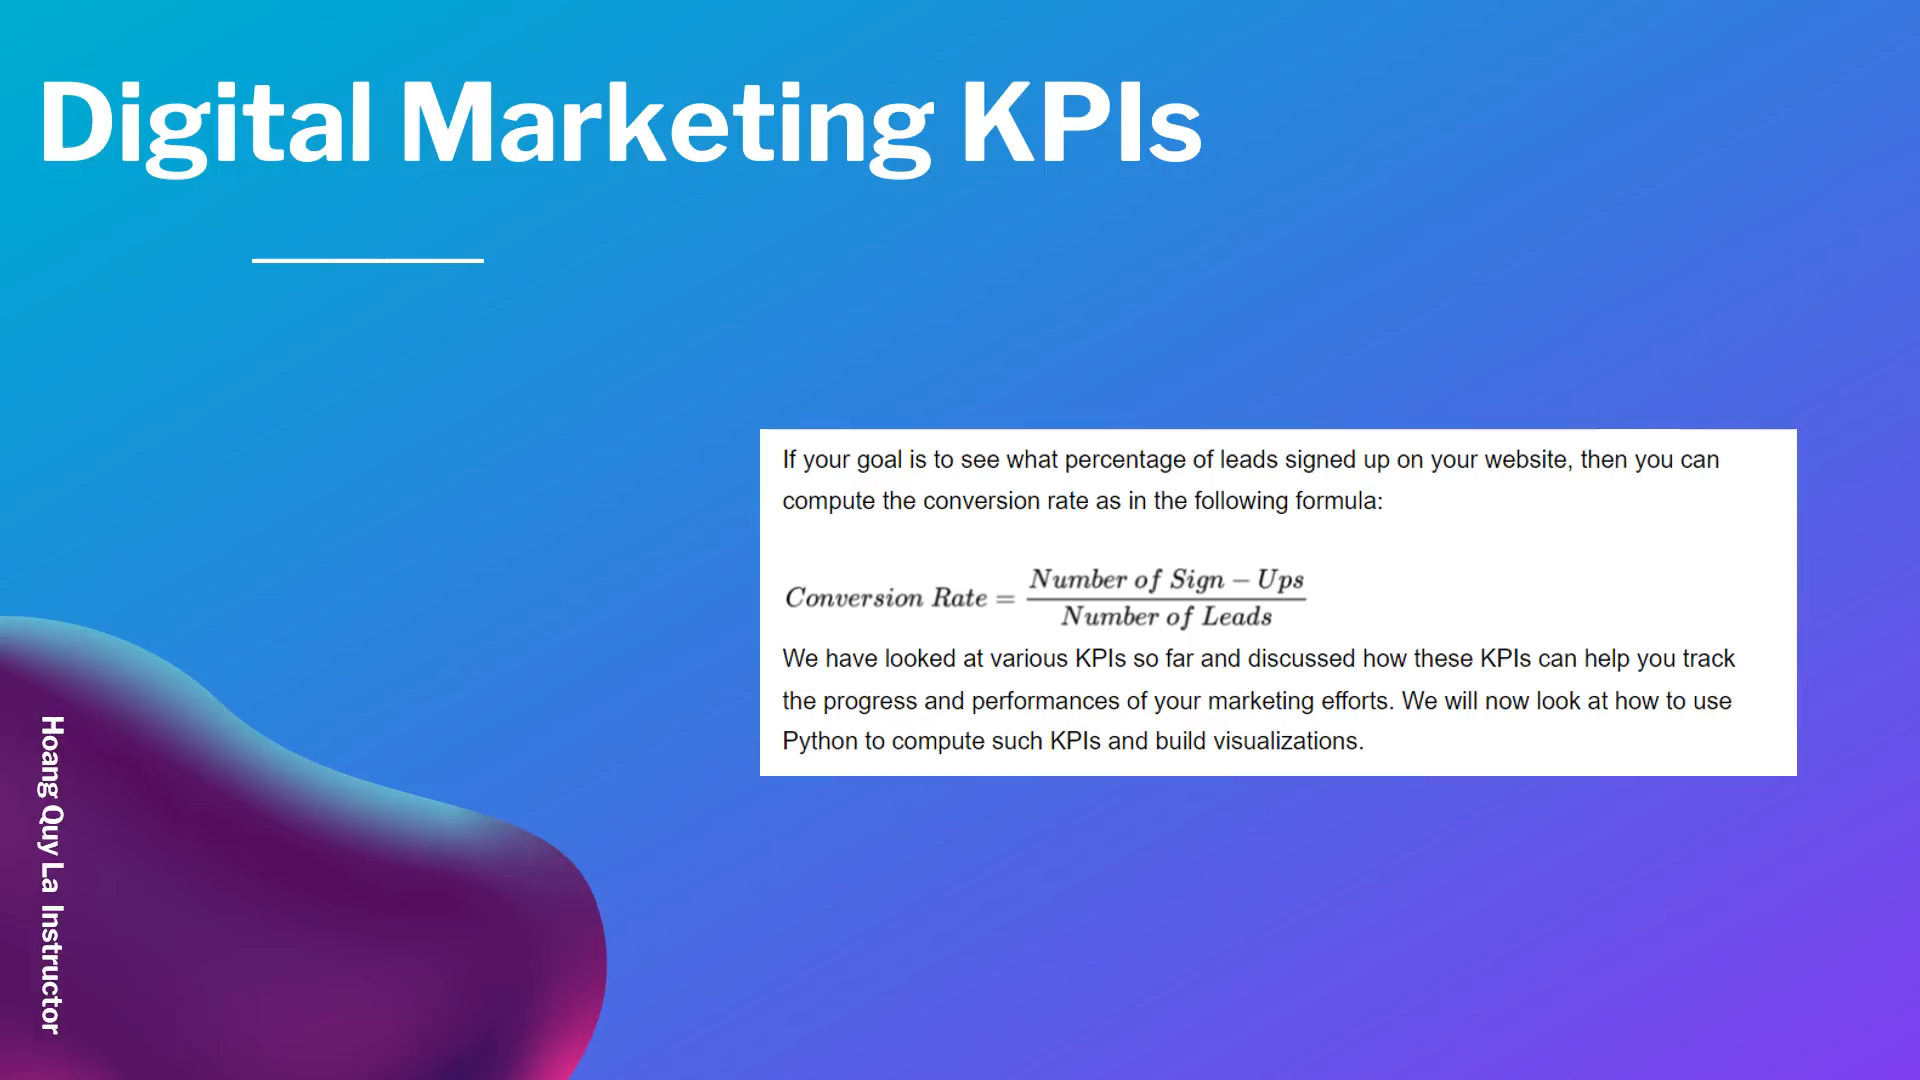 Digital Marketing KPIs
If your goal is to see what percentage of leads signed up on your website, then you can
compute the conversion rate as in the following formula:
Conversion Rate = Number of Sign − Ups / Number of Leads
We have looked at various KPIs so far and discussed how these KPIs can help you track
the progress and performances of your marketing efforts. We will now look at how to use
Python to compute such KPIs and build visualizations.
Hoang Quy La Instructor